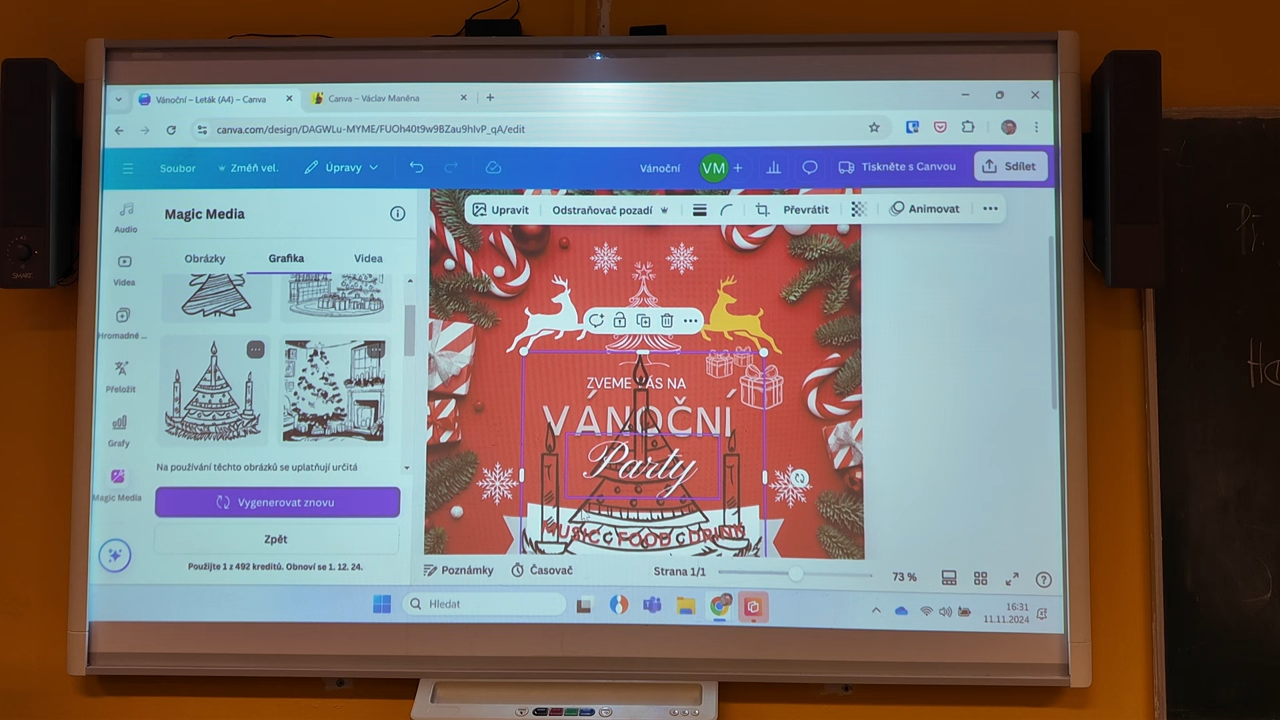 Vánoční – Leták (A4) – Canva
Canva – Václav Maněna
canva.com/design/DAGWLu-MYME/FUOh40t9w9BZau9hIvP_qA/edit
Soubor
Změň vel.
Úpravy
Vánoční
VM
Tiskněte s Canvou
Sdílet
Audio
Videa
Hromadné ...
Přeložit
Grafy
Magic Media
Magic Media
Obrázky
Grafika
Videa
Na používání těchto obrázků se uplatňují určitá
Vygenerovat znovu
Zpět
Použijte 1 z 492 kreditů. Obnoví se 1. 12. 24.
Upravit
Odstraňovač pozadí
Převrátit
Animovat
ZVEME VÁS NA
VÁNOČNÍ
Party
MUSIC FOOD DRINK
Poznámky
Časovač
Strana 1/1
73 %
Hledat
16:31
11.11.2024
SMART